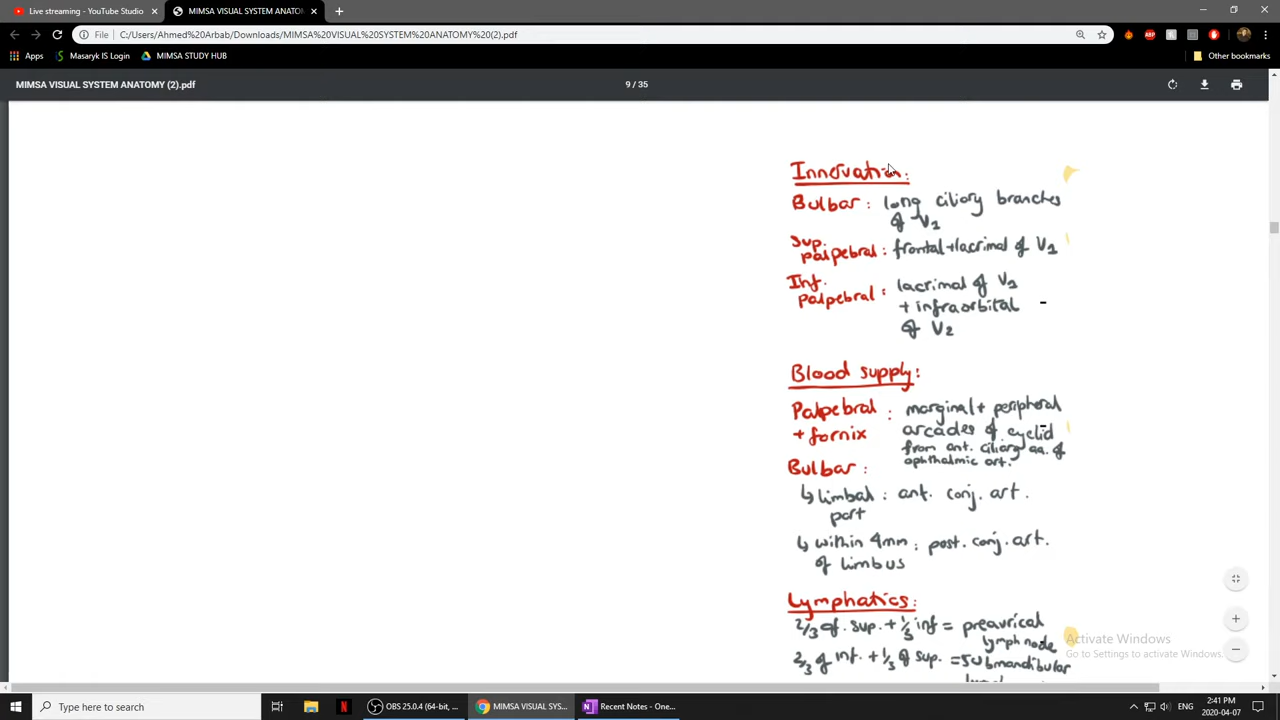 Live streaming - YouTube Studio
MIMSA VISUAL SYSTEM ANATOM
File C:/Users/Ahmed%20Arbab/Downloads/MIMSA%20VISUAL%20SYSTEM%20ANATOMY%20(2).pdf
ABP
Apps Masaryk IS Login MIMSA STUDY HUB Other bookmarks
MIMSA VISUAL SYSTEM ANATOMY (2).pdf 9 / 35
Innervation:
Bulbar: long ciliary branches
of V1
Sup.
palpebral: frontal+lacrimal of V1
Inf.
palpebral: lacrimal of V1
+ infraorbital
of V2
Blood supply:
Palpebral : marginal + peripheral
+ fornix arcades of eyelid
from ant. ciliary aa. of
ophthalmic art.
Bulbar:
↳ limbal : ant. conj. art.
part
↳ within 4mm : post. conj. art.
of limbus
Lymphatics:
2/3 of. sup. + 1/3 inf = preaurical
lymph node
2/3 of inf. + 1/3 of sup. = submandibular
Activate Windows
Go to Settings to activate Windows.
Type here to search
OBS 25.0.4 (64-bit, ...
MIMSA VISUAL SYS...
Recent Notes - One...
ENG
2:41 PM
2020-04-07